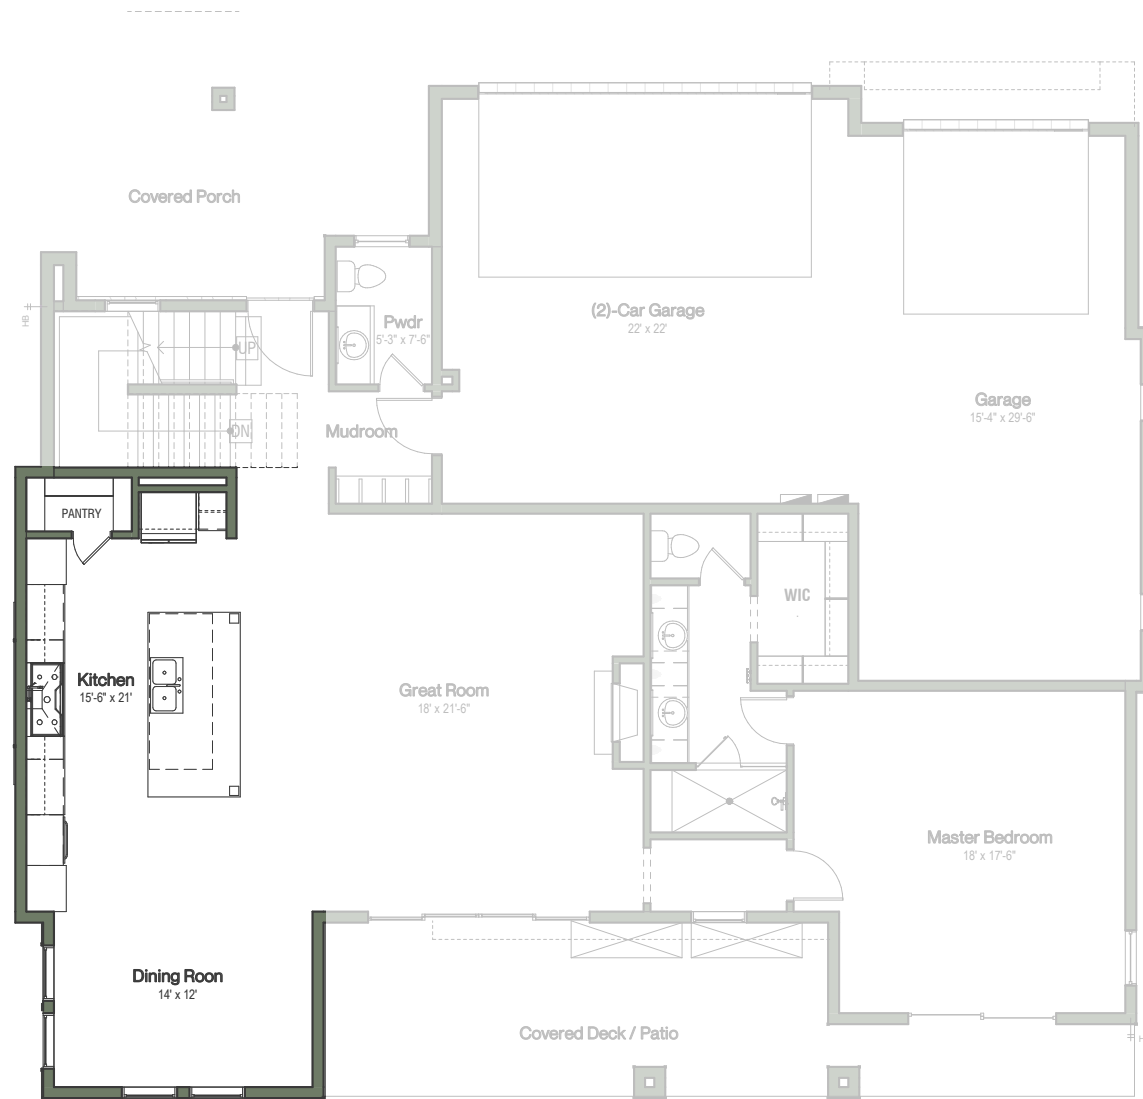 Covered Porch
(2)-Car Garage
22' x 22'
HB
Pwdr
5'-3" x 7'-6"
UP
Garage
15'-4" x 29'-6"
DN
Mudroom
PANTRY
WIC
Kitchen
15'-6" x 21'
Great Room
18' x 21'-6"
Master Bedroom
18' x 17'-6"
Dining Roon
14' x 12'
Covered Deck / Patio